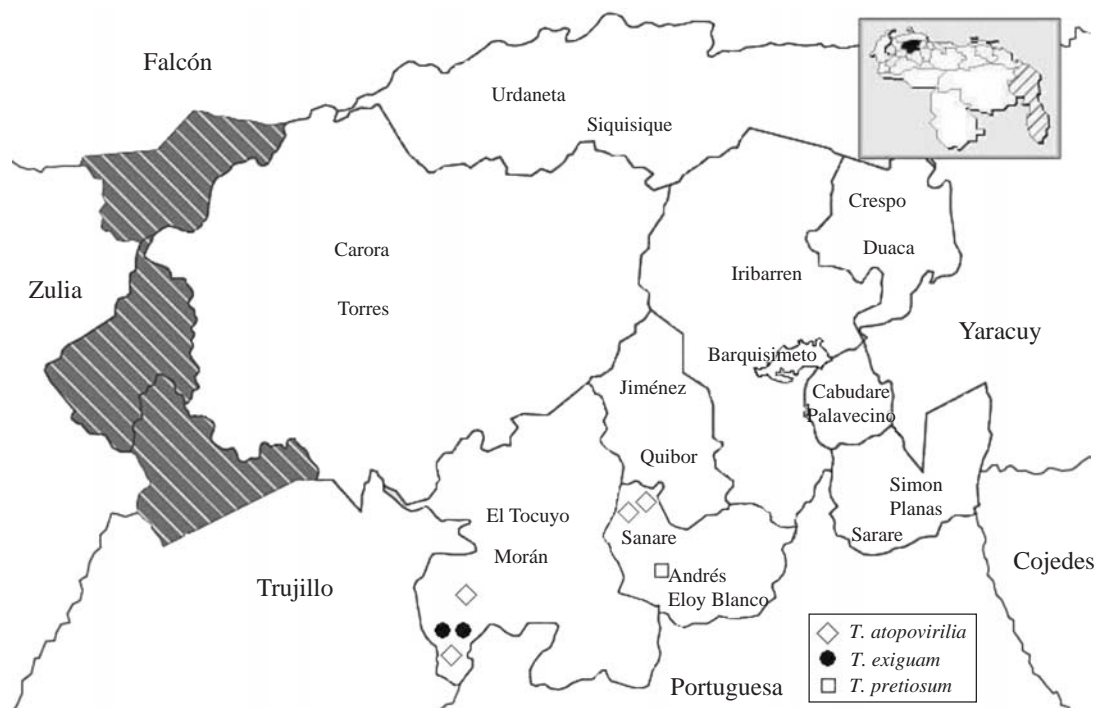 Falcón
Urdaneta
Siquisique
Crespo
Duaca
Carora
Iribarren
Zulia
Torres
Yaracuy
Barquisimeto
Jiménez
Cabudare
Palavecino
Quibor
Simon
Planas
El Tocuyo
Sanare
Sarare
Morán
Cojedes
Trujillo
Andrés
Eloy Blanco
T. atopovirilia
T. exiguam
T. pretiosum
Portuguesa